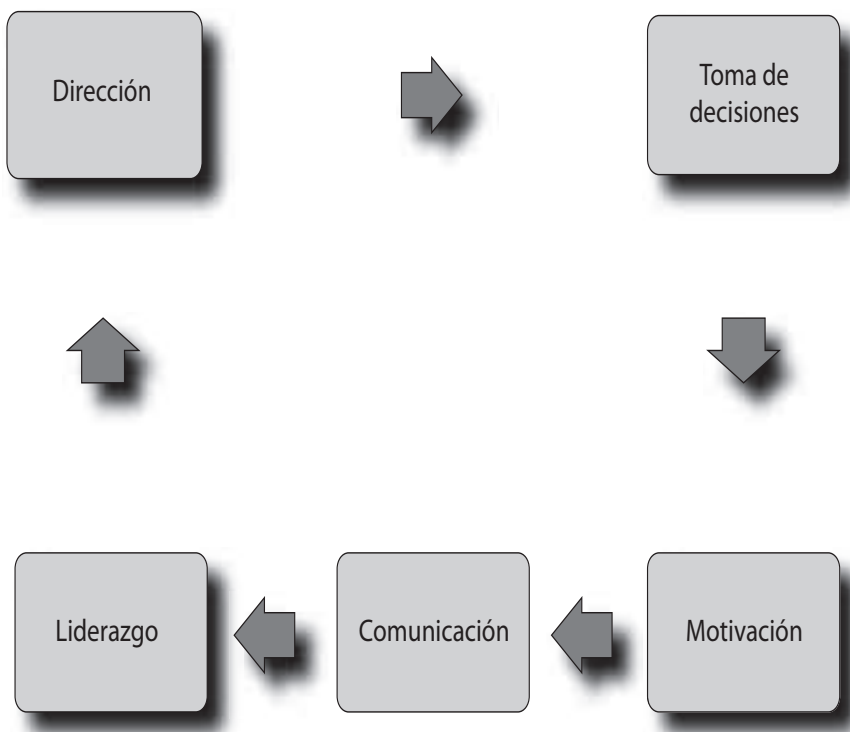 Dirección
Toma de
decisiones
Liderazgo
Comunicación
Motivación